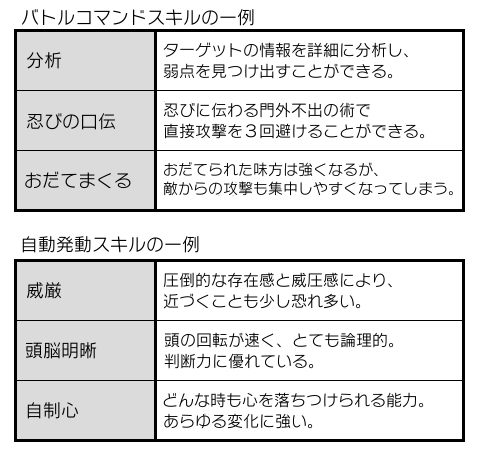 バトルコマンドスキルの一例
分析
ターゲットの情報を詳細に分析し、
弱点を見つけ出すことができる。
忍びの口伝
忍びに伝わる門外不出の術で
直接攻撃を３回避けることができる。
おだてまくる
おだてられた味方は強くなるが、
敵からの攻撃も集中しやすくなってしまう。
自動発動スキルの一例
威厳
圧倒的な存在感と威圧感により、
近づくことも少し恐れ多い。
頭脳明晰
頭の回転が速く、とても論理的。
判断力に優れている。
自制心
どんな時も心を落ちつけられる能力。
あらゆる変化に強い。